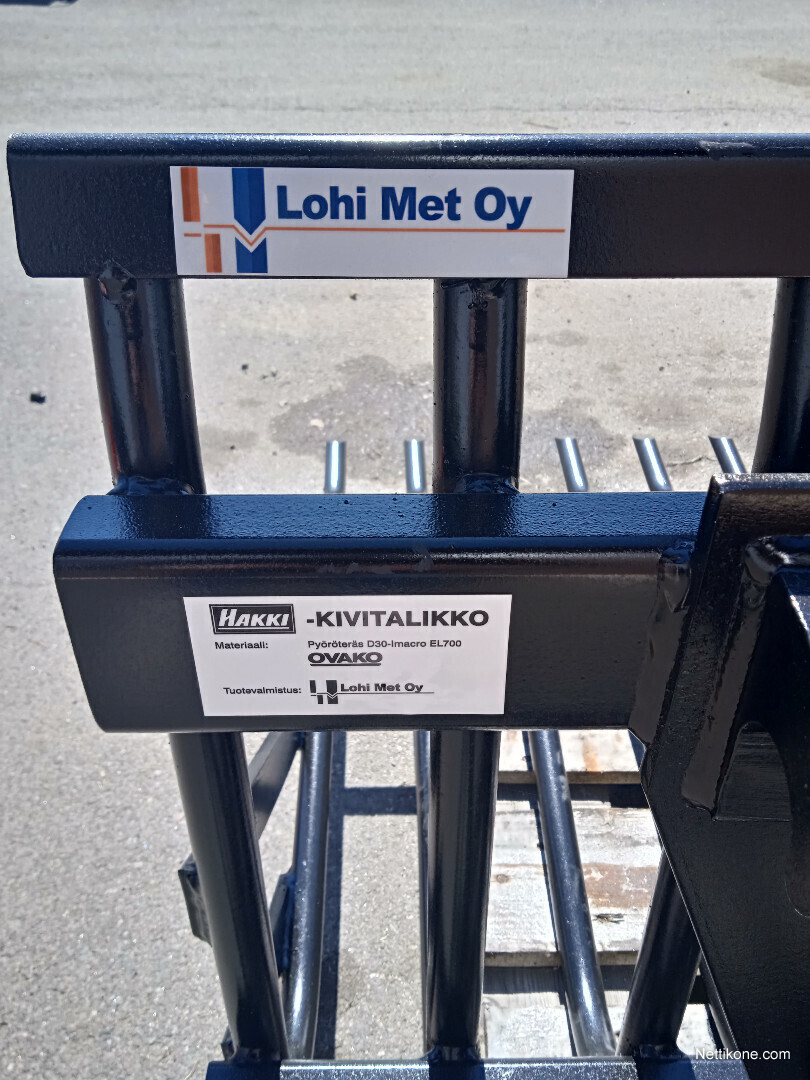 Lohi Met Oy
HAKKI -KIVITALIKKO
Materiaali: Pyöröteräs D30-Imacro EL700
OVAKO
Tuotevalmistus: Lohi Met Oy
Nettikone.com